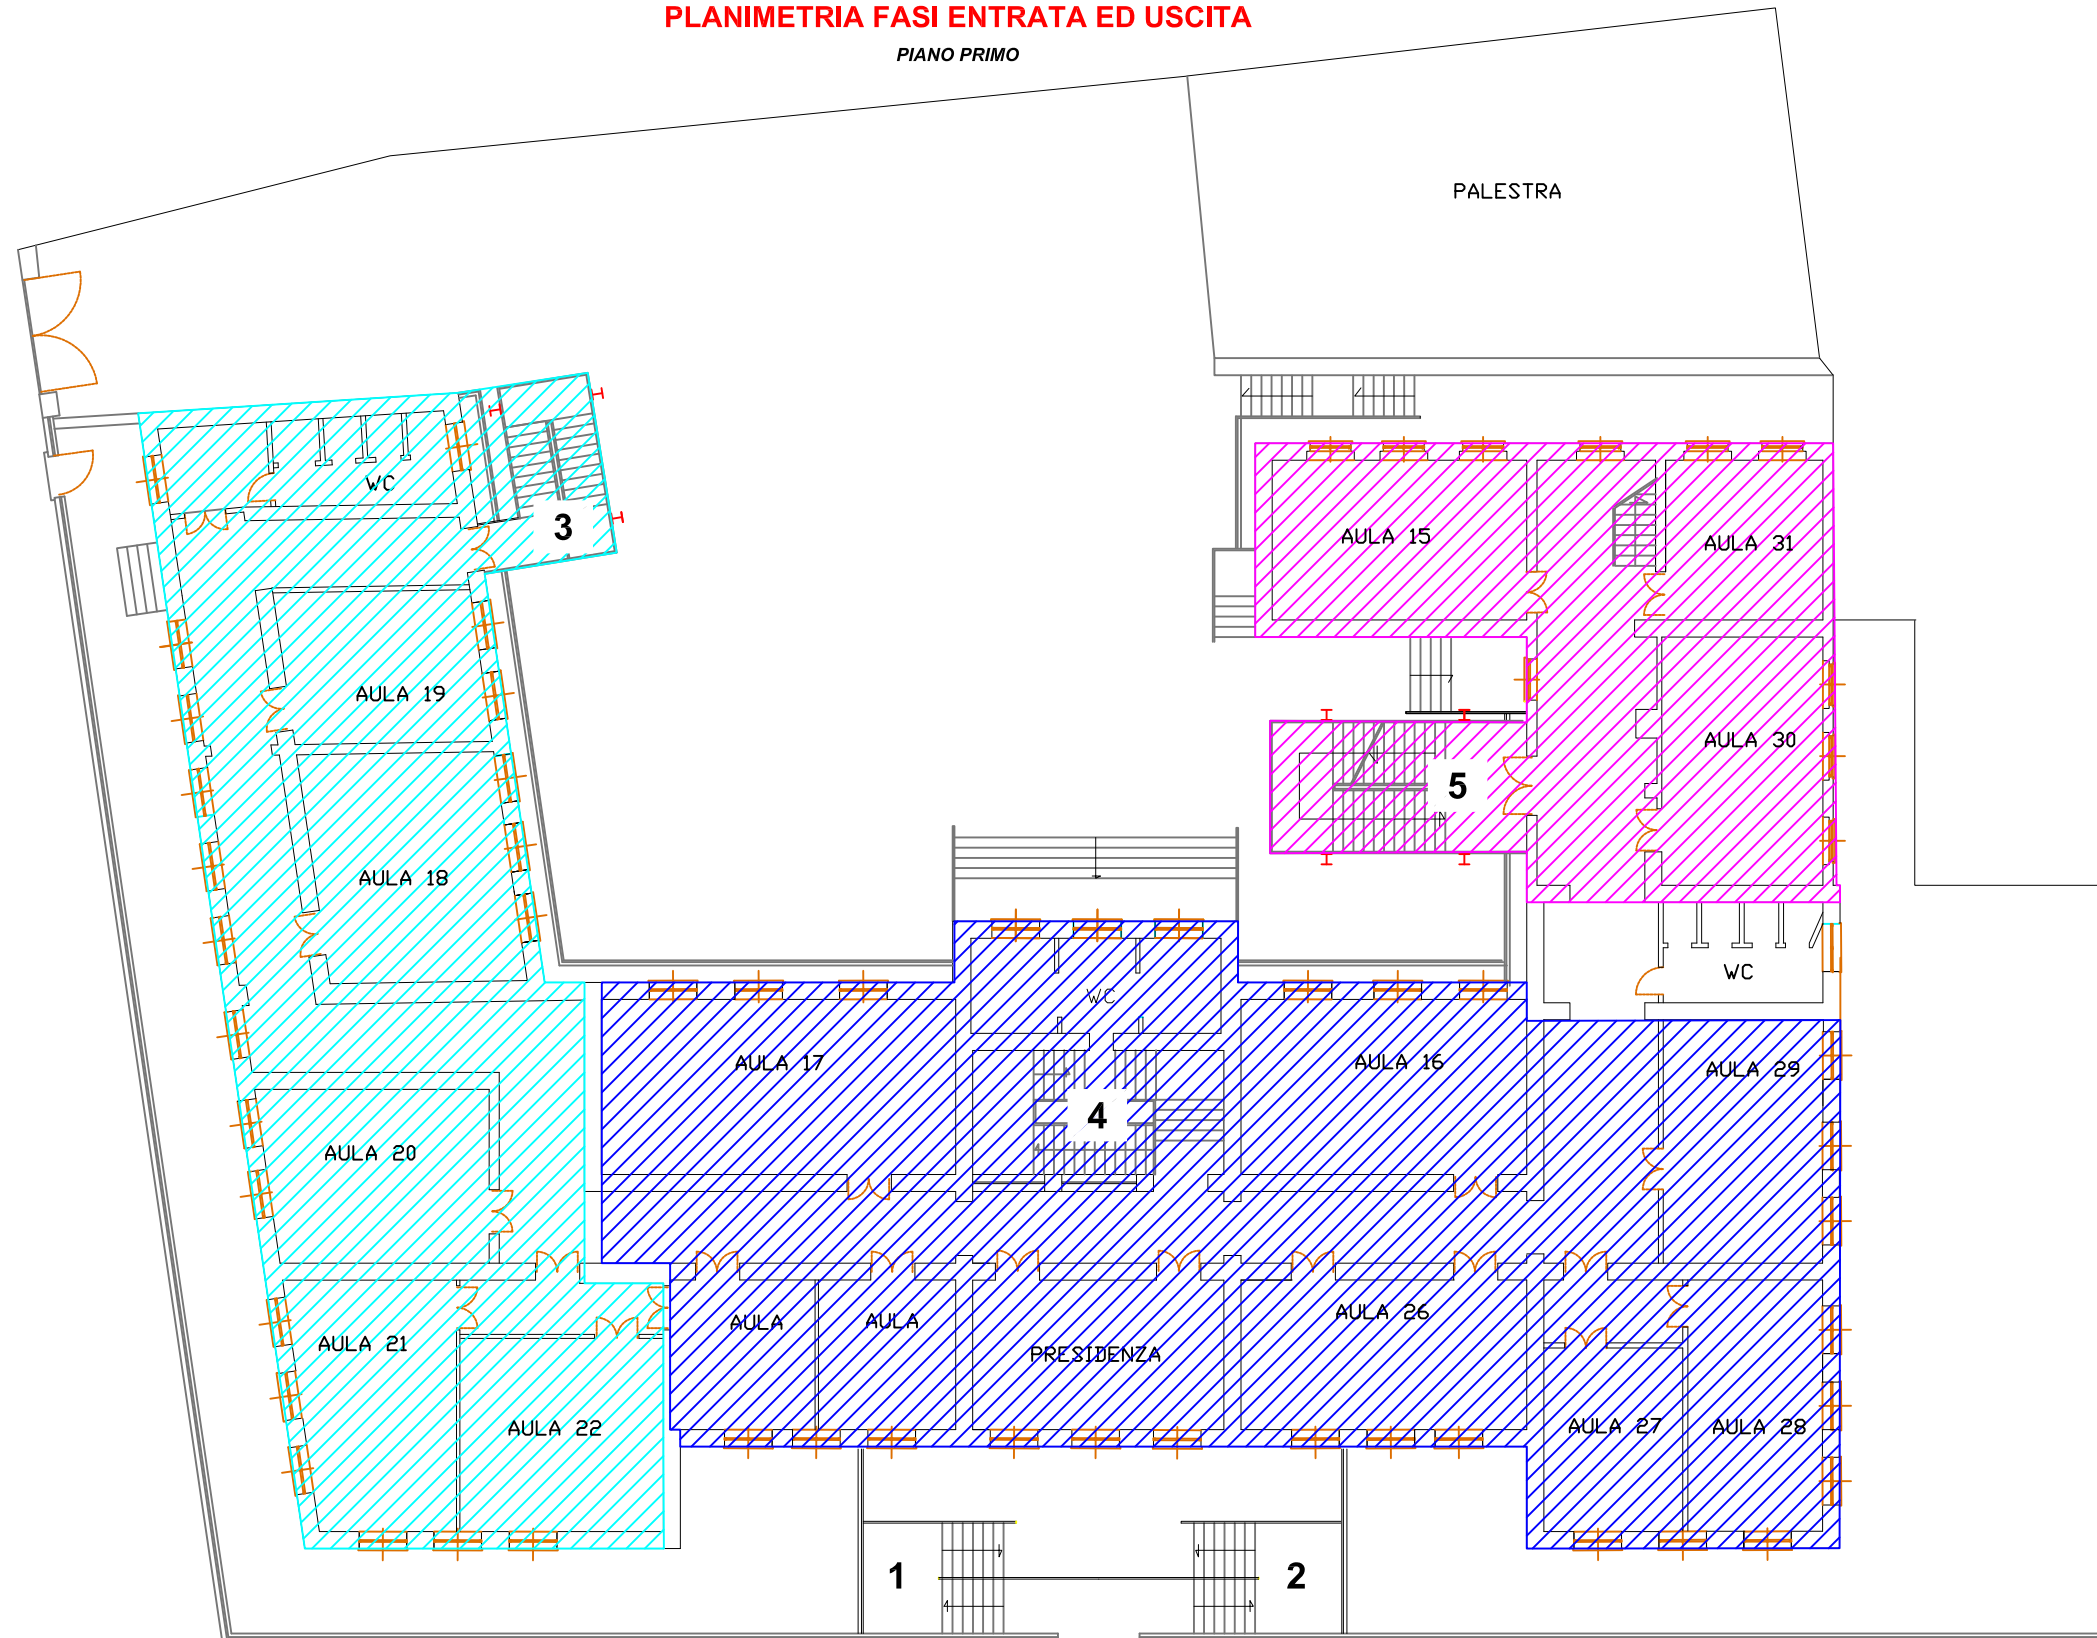 PLANIMETRIA FASI ENTRATA ED USCITA
PIANO PRIMO
PALESTRA
WC
3
AULA 15
AULA 31
AULA 19
AULA 30
5
AULA 18
WC
WC
AULA 17
AULA 16
AULA 29
4
AULA 20
AULA
AULA
AULA 26
AULA 21
PRESIDENZA
AULA 22
AULA 27
AULA 28
1
2